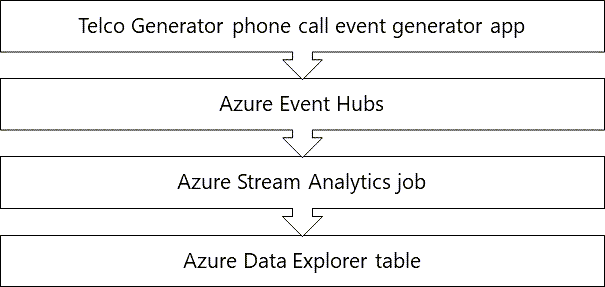 Telco Generator phone call event generator app
Azure Event Hubs
Azure Stream Analytics job
Azure Data Explorer table